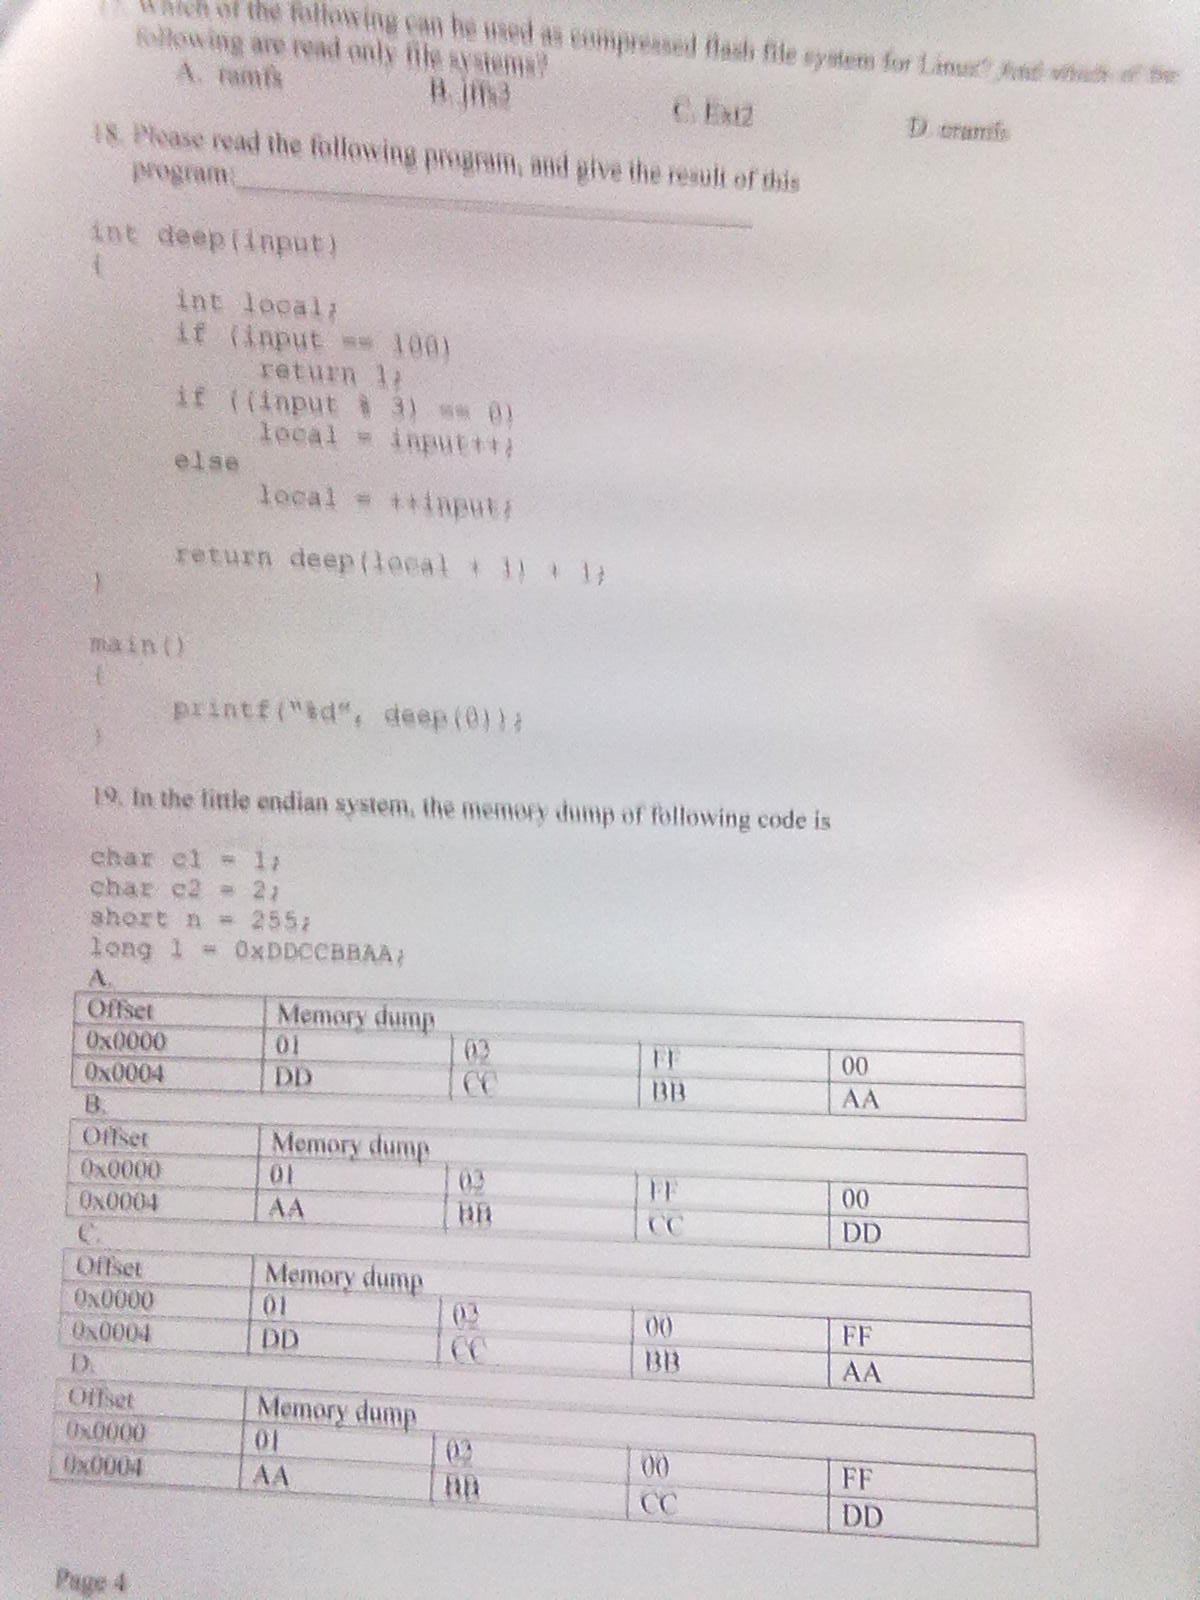 Which of the following can be used as compressed flash file system for Linux? And which of the
following are read only file systems?
A. ramfs B. jffs3 C. Ext2 D. cramfs
18. Please read the following program, and give the result of this
program:
int deep(input)
{
int local;
if (input == 100)
return 1;
if ((input % 3) == 0)
local = input++;
else
local = ++input;
return deep(local + 1) + 1;
}
main()
{
printf("%d", deep(0));
}
19. In the little endian system, the memory dump of following code is
char c1 = 1;
char c2 = 2;
short n = 255;
long l = 0xDDCCBBAA;
A.
Offset Memory dump
0x0000 01 02 FF 00
0x0004 DD CC BB AA
B.
Offset Memory dump
0x0000 01 02 FF 00
0x0004 AA BB CC DD
C.
Offset Memory dump
0x0000 01 02 00 FF
0x0004 DD CC BB AA
D.
Offset Memory dump
0x0000 01 02 00 FF
0x0004 AA BB CC DD
Page 4